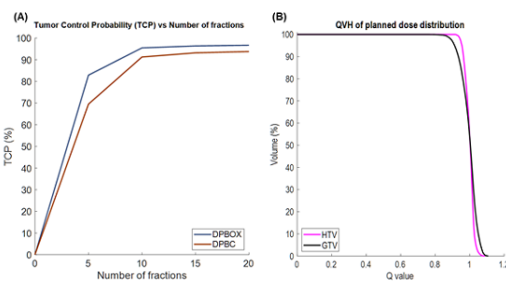 (A)
Tumor Control Probability (TCP) vs Number of fractions
100
90
80
70
60
50
40
30
20
10
0
TCP (%)
0 5 10 15 20
Number of fractions
DPBOX
DPBC
(B)
QVH of planned dose distribution
100
90
80
70
60
50
40
30
20
10
0
Volume (%)
0 0.2 0.4 0.6 0.8 1 1.2
Q value
HTV
GTV